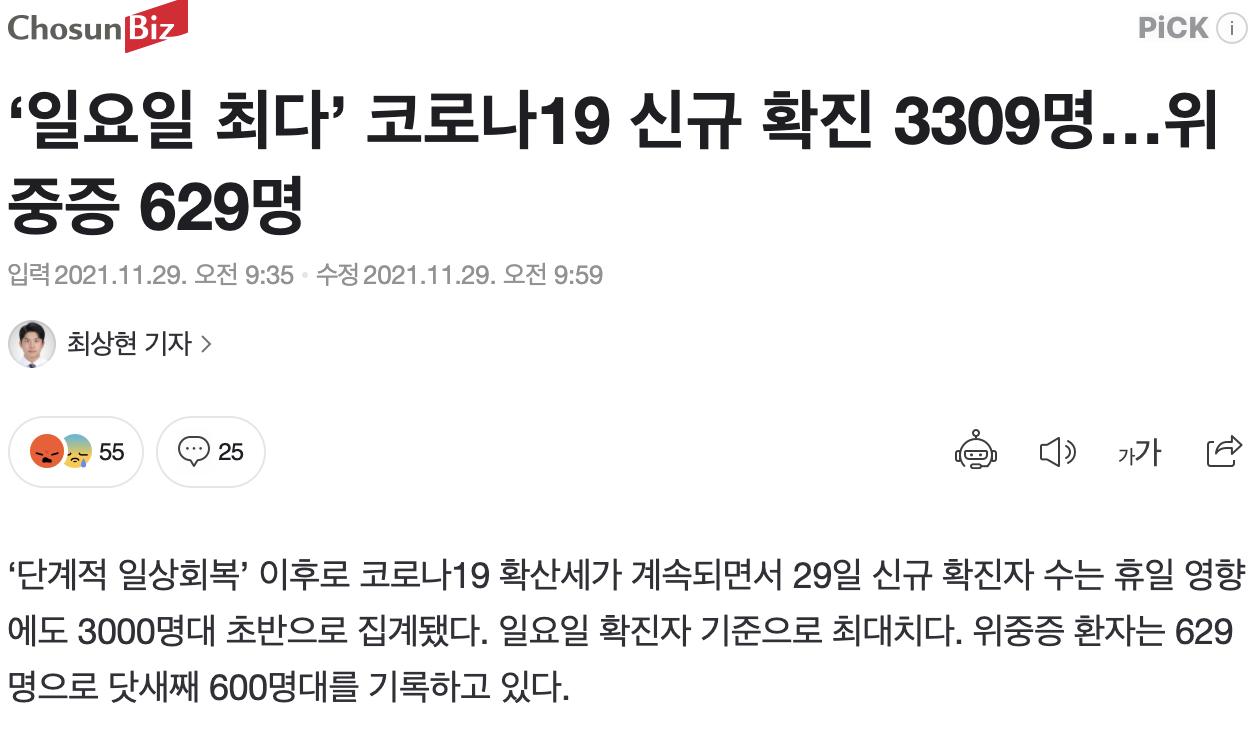 ChosunBiz
PiCK i
‘일요일 최다’ 코로나19 신규 확진 3309명…위
중증 629명
입력 2021.11.29. 오전 9:35 · 수정 2021.11.29. 오전 9:59
최상현 기자 >
55 25 가가
‘단계적 일상회복’ 이후로 코로나19 확산세가 계속되면서 29일 신규 확진자 수는 휴일 영향
에도 3000명대 초반으로 집계됐다. 일요일 확진자 기준으로 최대치다. 위중증 환자는 629
명으로 닷새째 600명대를 기록하고 있다.